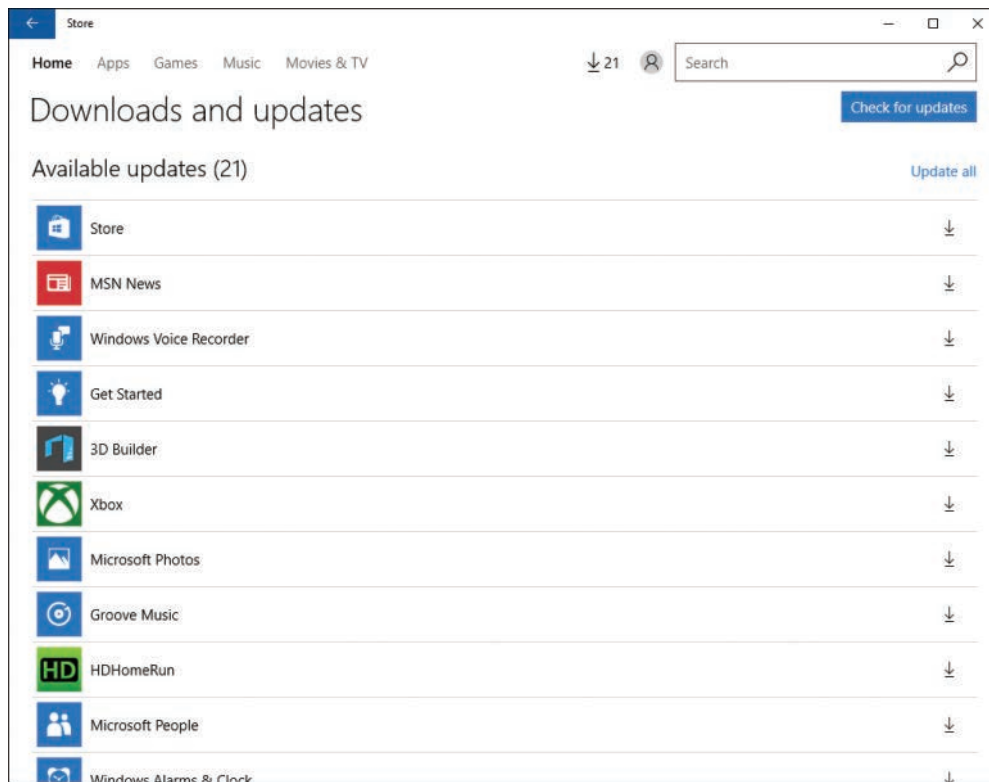 Store
Home Apps Games Music Movies & TV 21 Search
Downloads and updates
Check for updates
Available updates (21)
Update all
Store
MSN News
Windows Voice Recorder
Get Started
3D Builder
Xbox
Microsoft Photos
Groove Music
HD HDHomeRun
Microsoft People
Windows Alarms & Clock